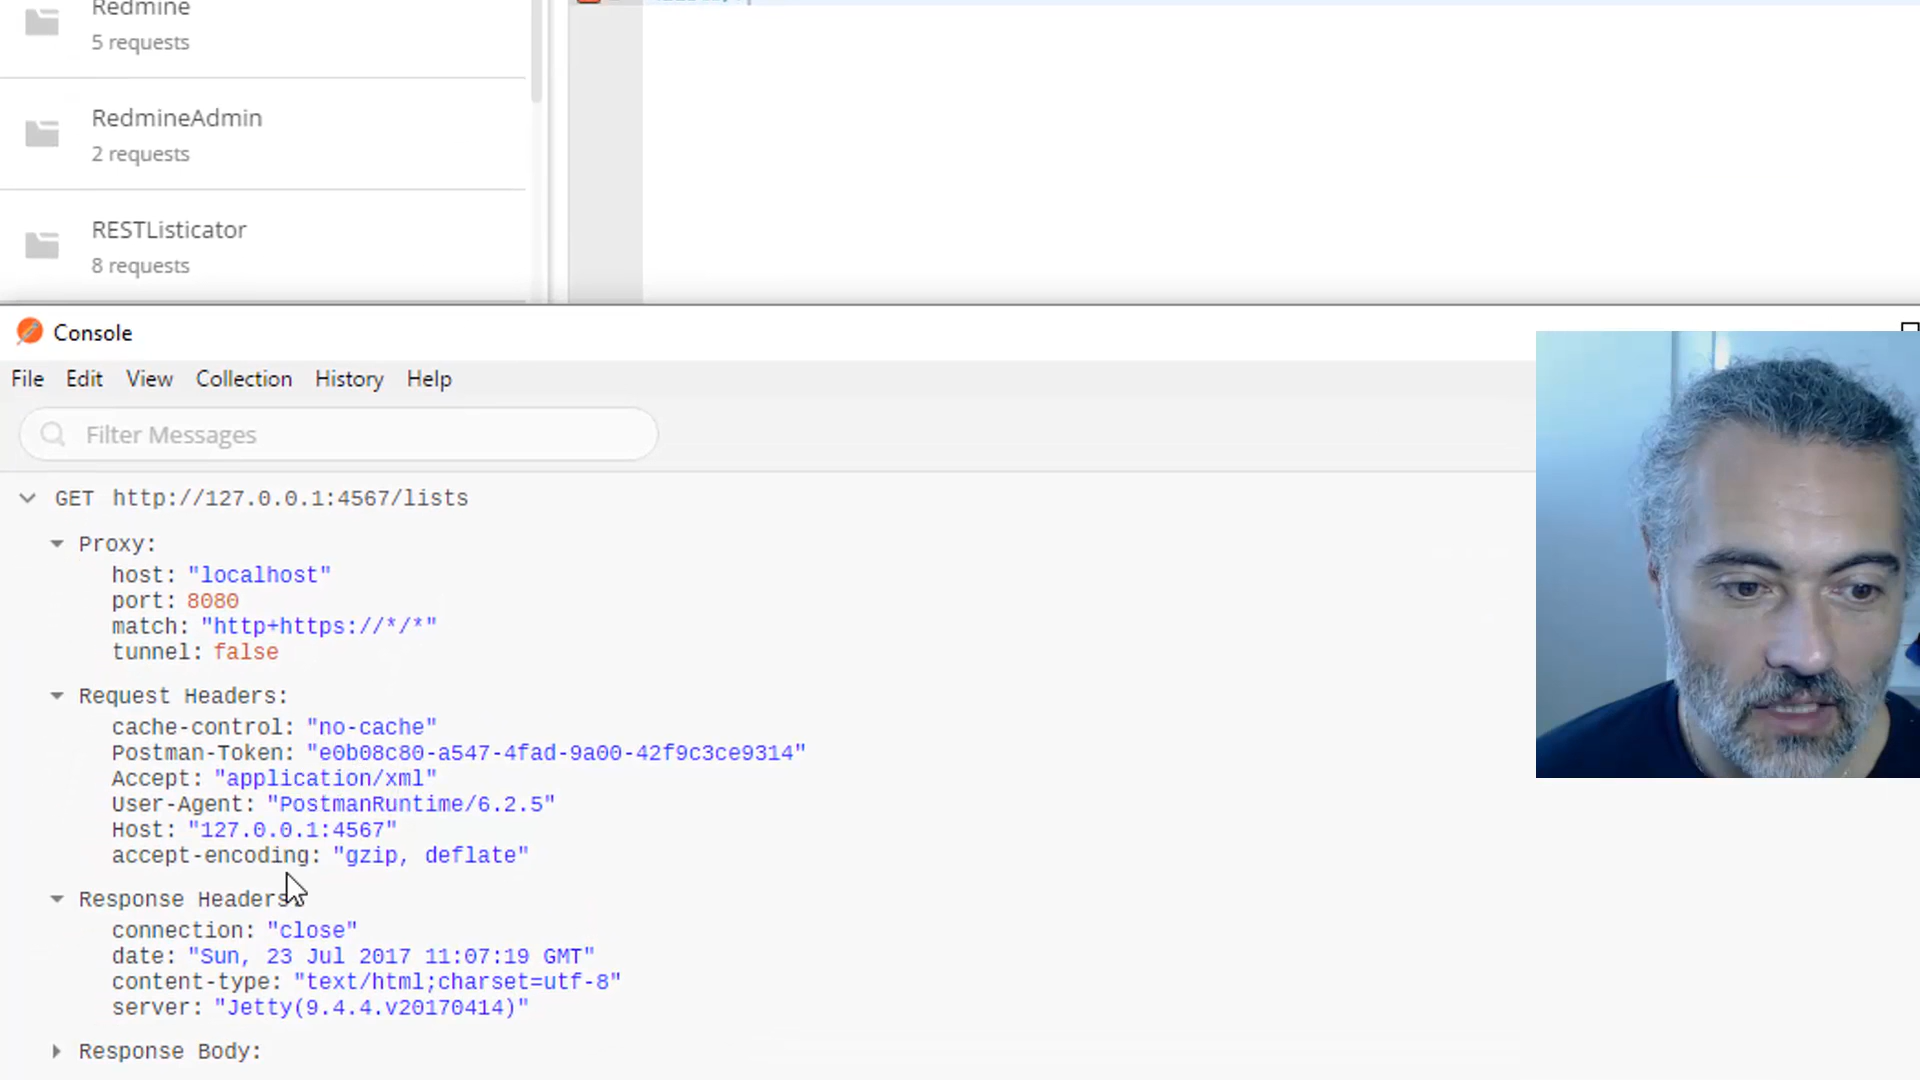 Redmine
5 requests
RedmineAdmin
2 requests
RESTListicator
8 requests
Console
File Edit View Collection History Help
Filter Messages
GET http://127.0.0.1:4567/lists
Proxy:
host: "localhost"
port: 8080
match: "http+https://*/*"
tunnel: false
Request Headers:
cache-control: "no-cache"
Postman-Token: "e0b08c80-a547-4fad-9a00-42f9c3ce9314"
Accept: "application/xml"
User-Agent: "PostmanRuntime/6.2.5"
Host: "127.0.0.1:4567"
accept-encoding: "gzip, deflate"
Response Headers
connection: "close"
date: "Sun, 23 Jul 2017 11:07:19 GMT"
content-type: "text/html;charset=utf-8"
server: "Jetty(9.4.4.v20170414)"
Response Body: